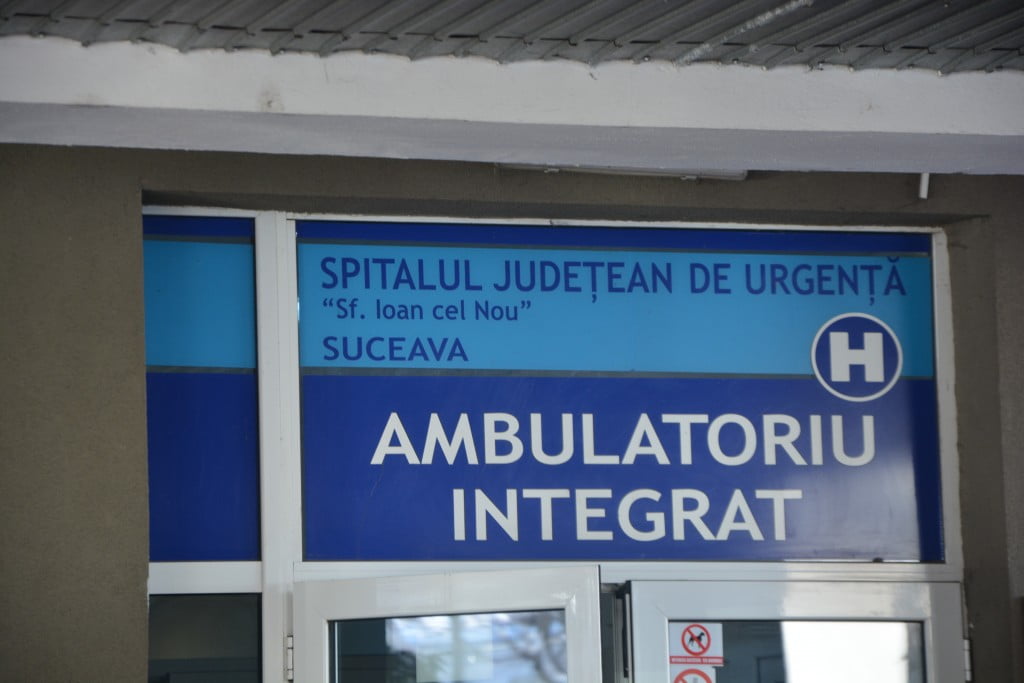 SPITALUL JUDEȚEAN DE URGENȚĂ
“Sf. Ioan cel Nou”
SUCEAVA
H
AMBULATORIU
INTEGRAT